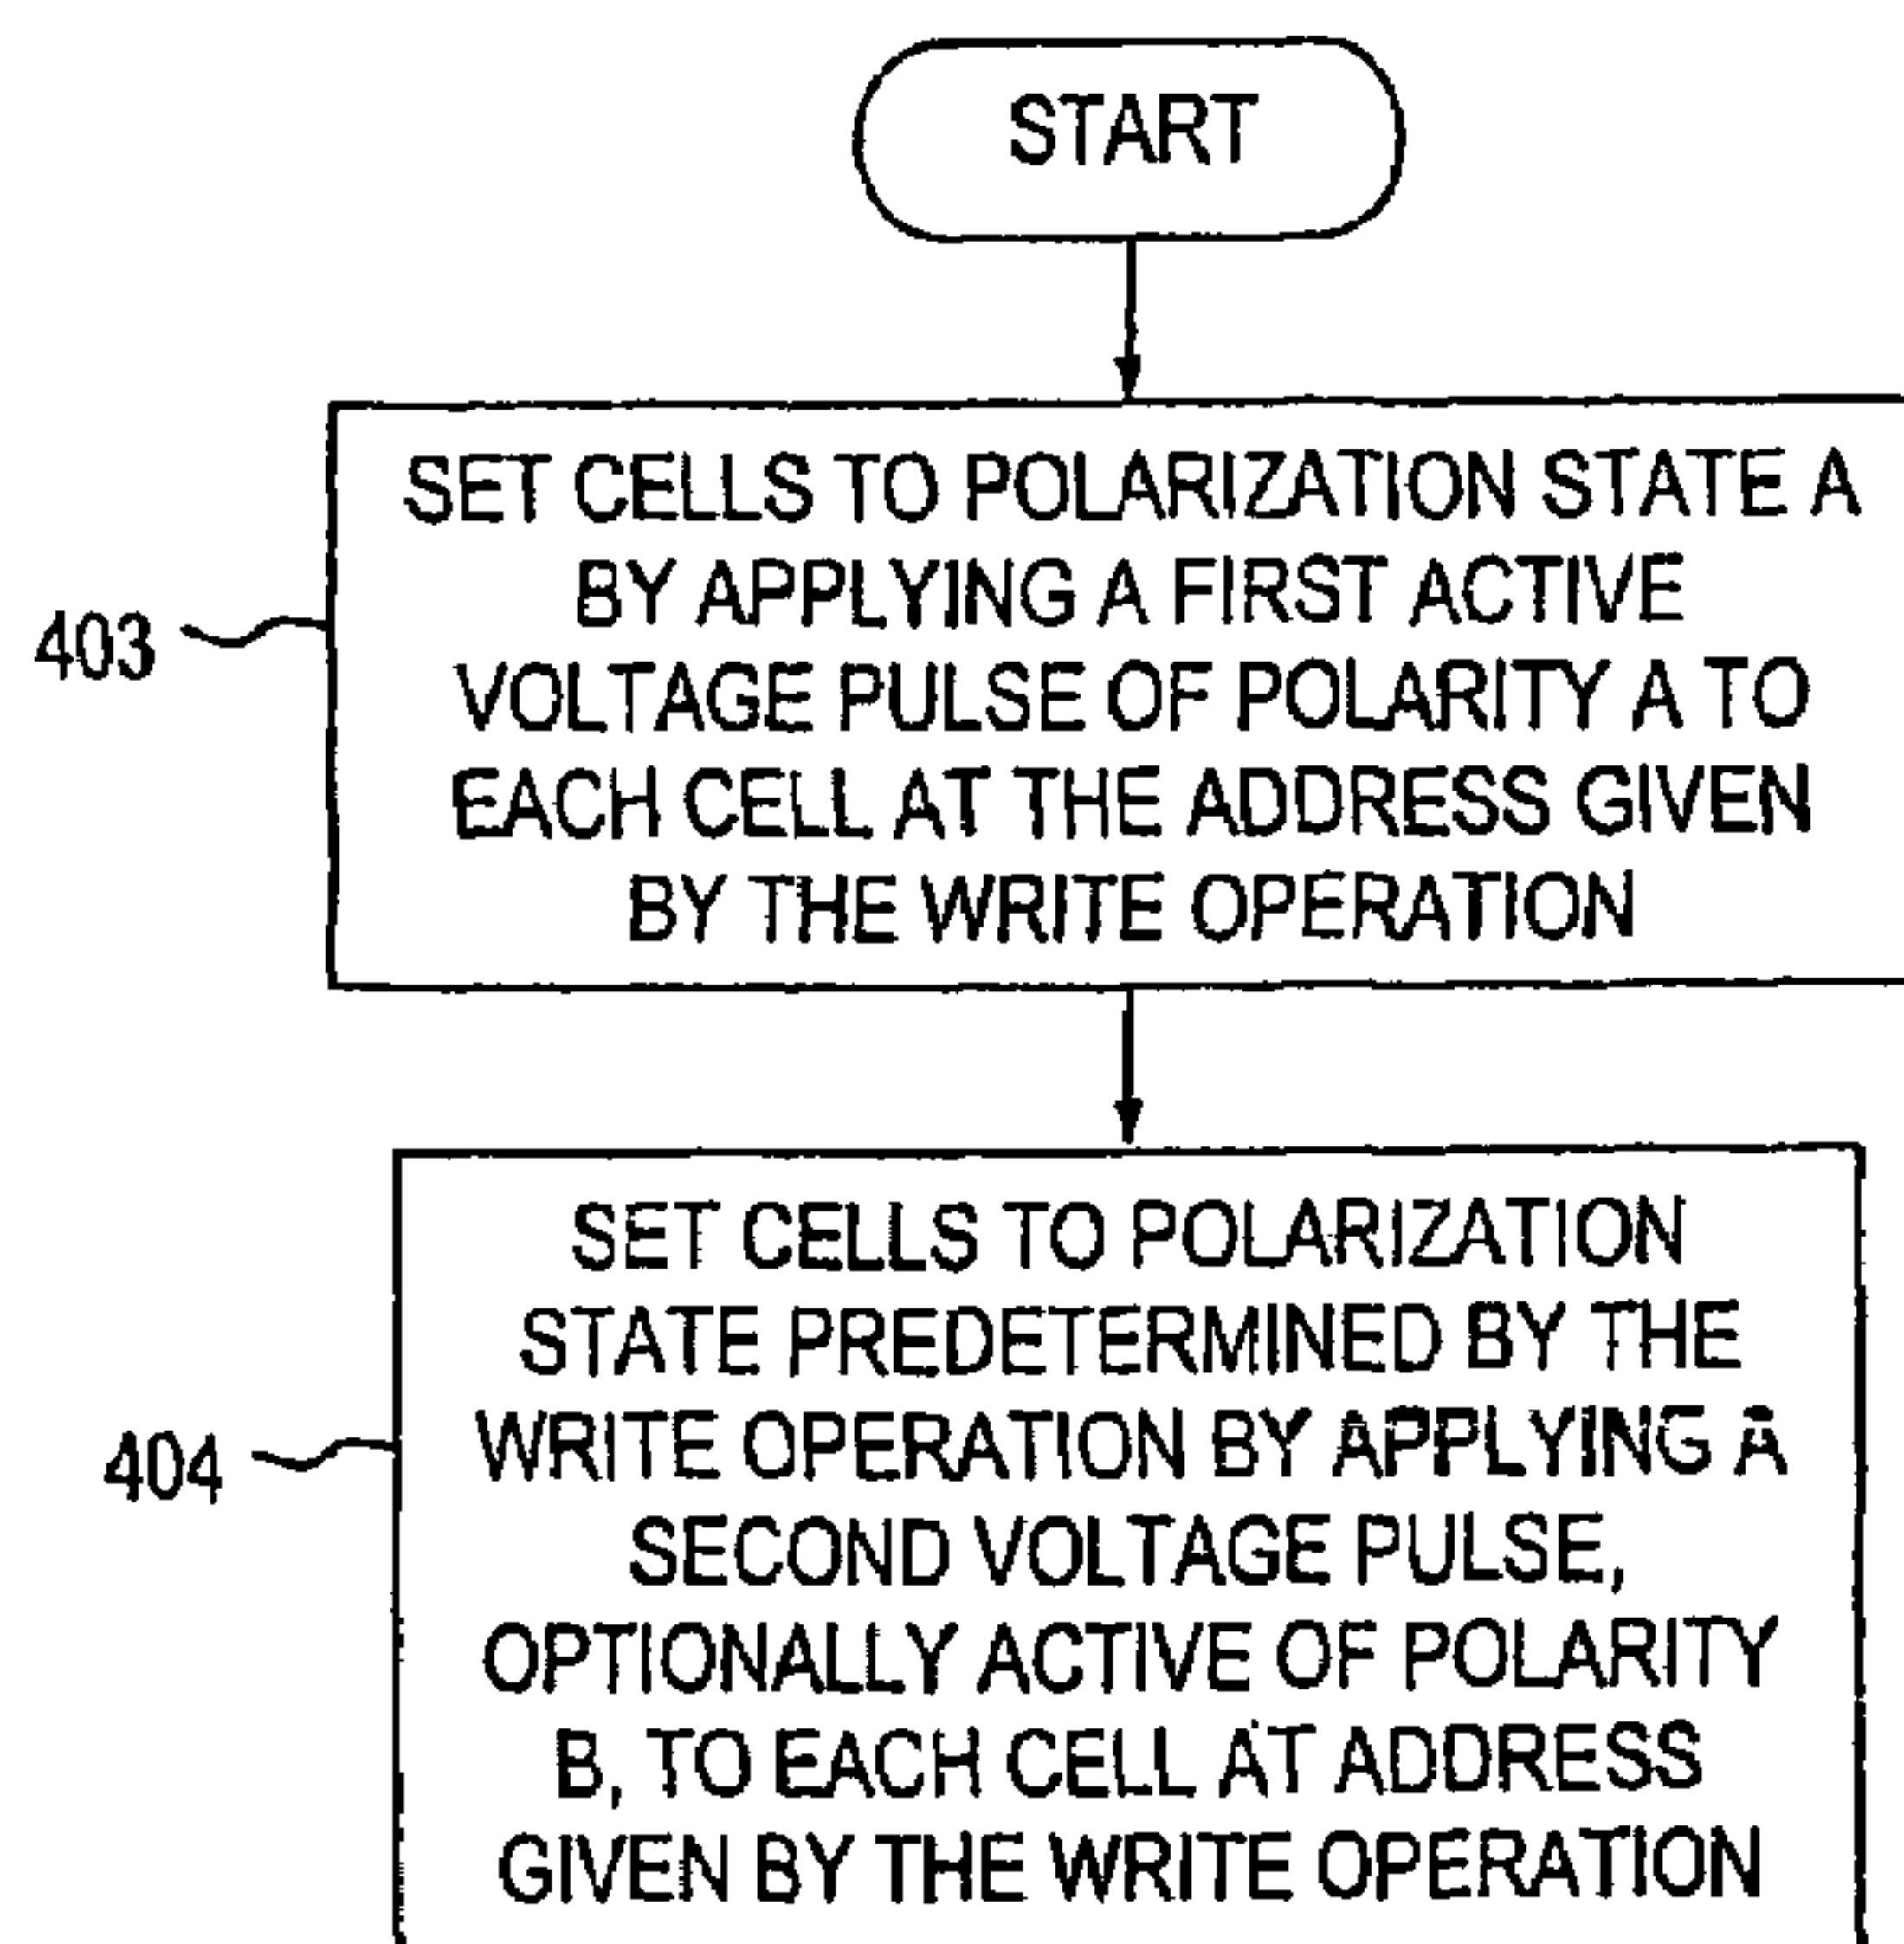 START
SET CELLS TO POLARIZATION STATE A
BY APPLYING A FIRST ACTIVE
VOLTAGE PULSE OF POLARITY A TO
EACH CELL AT THE ADDRESS GIVEN
BY THE WRITE OPERATION
403
SET CELLS TO POLARIZATION
STATE PREDETERMINED BY THE
WRITE OPERATION BY APPLYING A
SECOND VOLTAGE PULSE,
OPTIONALLY ACTIVE OF POLARITY
B, TO EACH CELL AT ADDRESS
GIVEN BY THE WRITE OPERATION
404